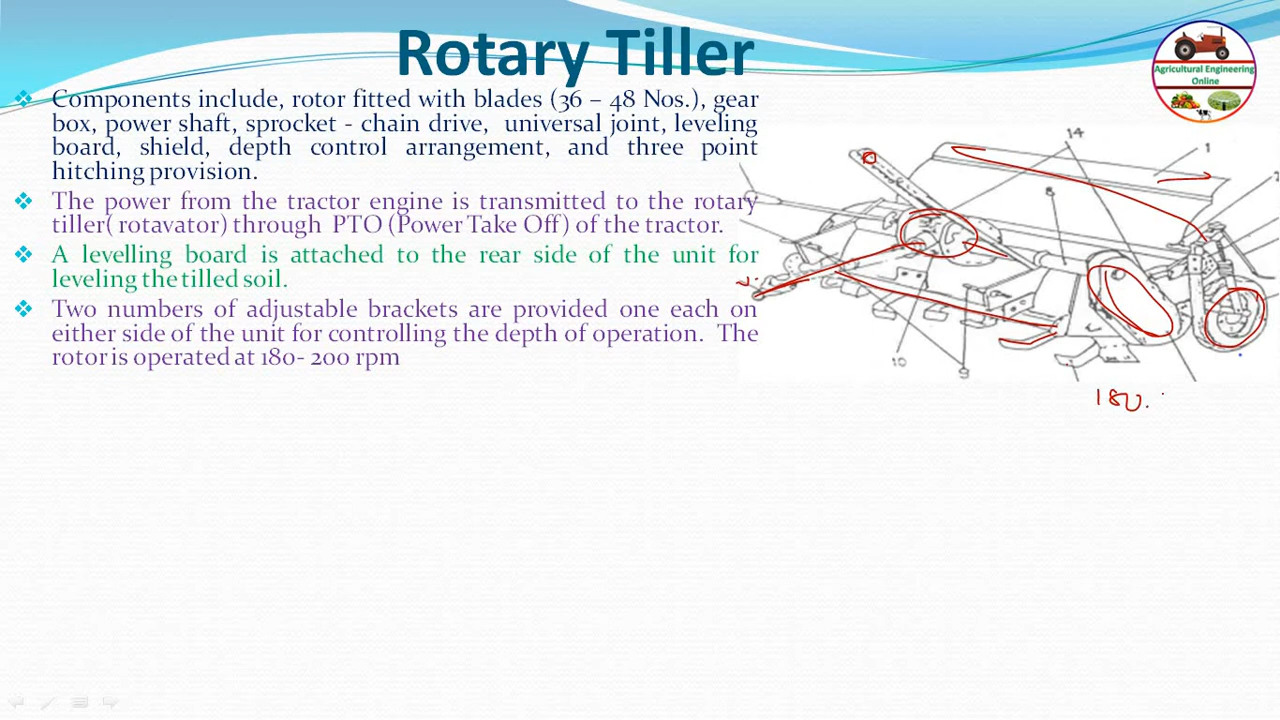 Rotary Tiller
Agricultural Engineering
Online
❖ Components include, rotor fitted with blades (36 – 48 Nos.), gear
box, power shaft, sprocket - chain drive, universal joint, leveling
board, shield, depth control arrangement, and three point
hitching provision.
❖ The power from the tractor engine is transmitted to the rotary
tiller( rotavator) through PTO (Power Take Off) of the tractor.
❖ A levelling board is attached to the rear side of the unit for
leveling the tilled soil.
❖ Two numbers of adjustable brackets are provided one each on
either side of the unit for controlling the depth of operation. The
rotor is operated at 180- 200 rpm
14
1
10
9
180.